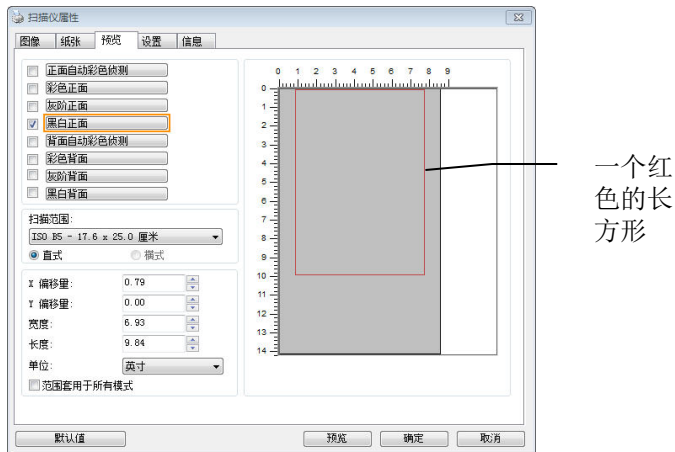 扫描仪属性
图像 纸张 预览 设置 信息
正面自动彩色侦测
彩色正面
灰阶正面
黑白正面
背面自动彩色侦测
彩色背面
灰阶背面
黑白背面
扫描范围:
ISO B5 - 17.6 x 25.0 厘米
直式 横式
X 偏移量: 0.79
Y 偏移量: 0.00
宽度: 6.93
长度: 9.84
单位: 英寸
范围套用于所有模式
0 1 2 3 4 5 6 7 8 9
0
1
2
3
4
5
6
7
8
9
10
11
12
13
14
一个红
色的长
方形
默认值 预览 确定 取消